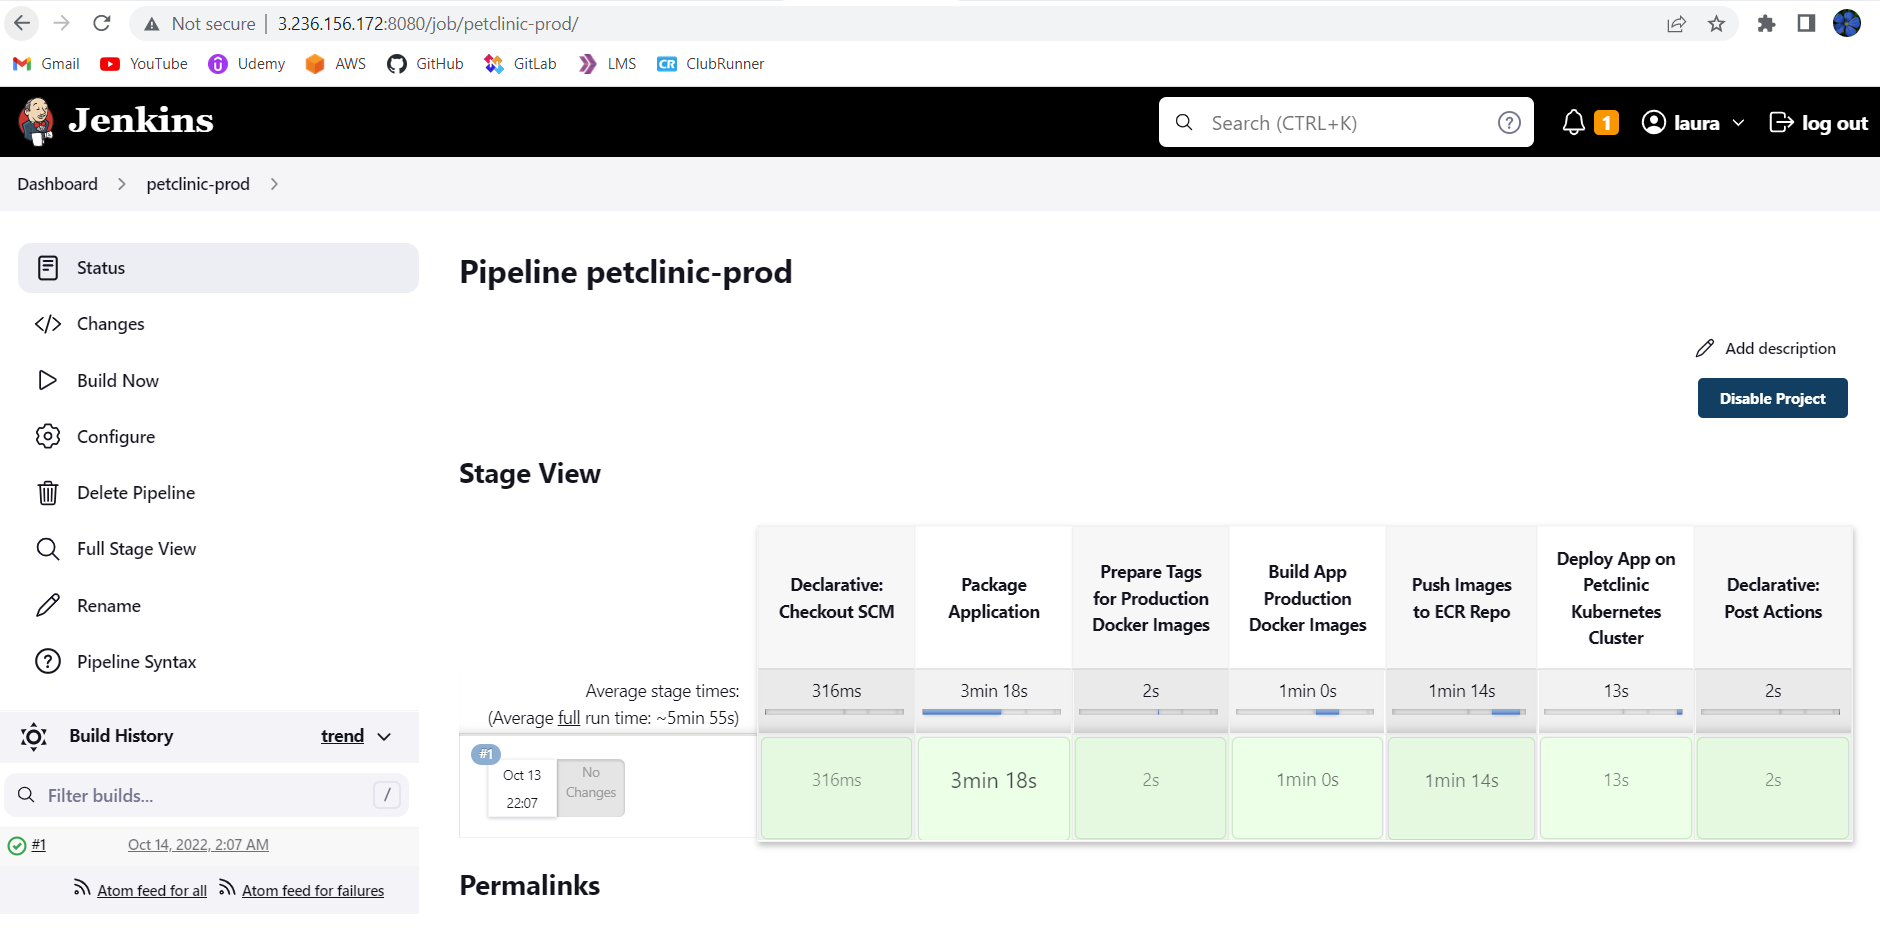 Not secure
3.236.156.172:8080/job/petclinic-prod/
Gmail
YouTube
Udemy
AWS
GitHub
GitLab
LMS
CR
ClubRunner
Jenkins
Search (CTRL+K)
?
1
laura
log out
Dashboard
petclinic-prod
Status
Changes
Build Now
Configure
Delete Pipeline
Full Stage View
Rename
?
Pipeline Syntax
Build History
trend
Filter builds...
/
#1
Oct 14, 2022, 2:07 AM
Atom feed for all
Atom feed for failures
Pipeline petclinic-prod
Add description
Disable Project
Stage View
Declarative:
Checkout SCM
Package
Application
Prepare Tags
for Production
Docker Images
Build App
Production
Docker Images
Push Images
to ECR Repo
Deploy App on
Petclinic
Kubernetes
Cluster
Declarative:
Post Actions
Average stage times:
(Average full run time: ~5min 55s)
316ms
3min 18s
2s
1min 0s
1min 14s
13s
2s
#1
Oct 13
22:07
No
Changes
316ms
3min 18s
2s
1min 0s
1min 14s
13s
2s
Permalinks